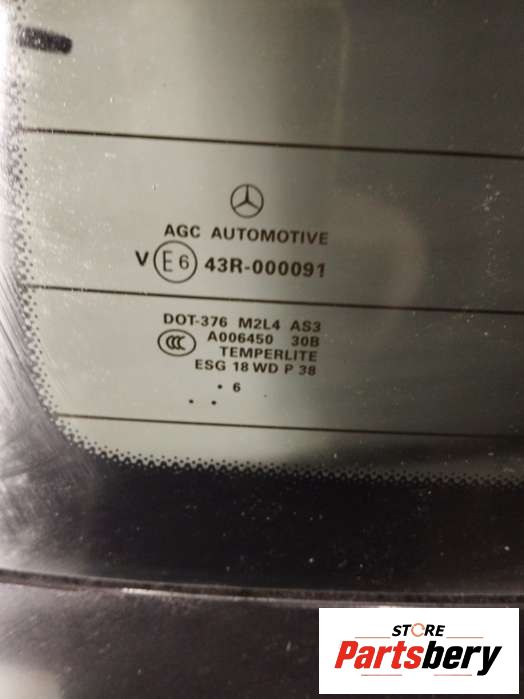 AGC AUTOMOTIVE
V E6 43R-000091
DOT-376 M2L4 AS3
CCC A006450 30B
TEMPERLITE
ESG 18 WD P 38
. 6
. .
STORE
Partsbery